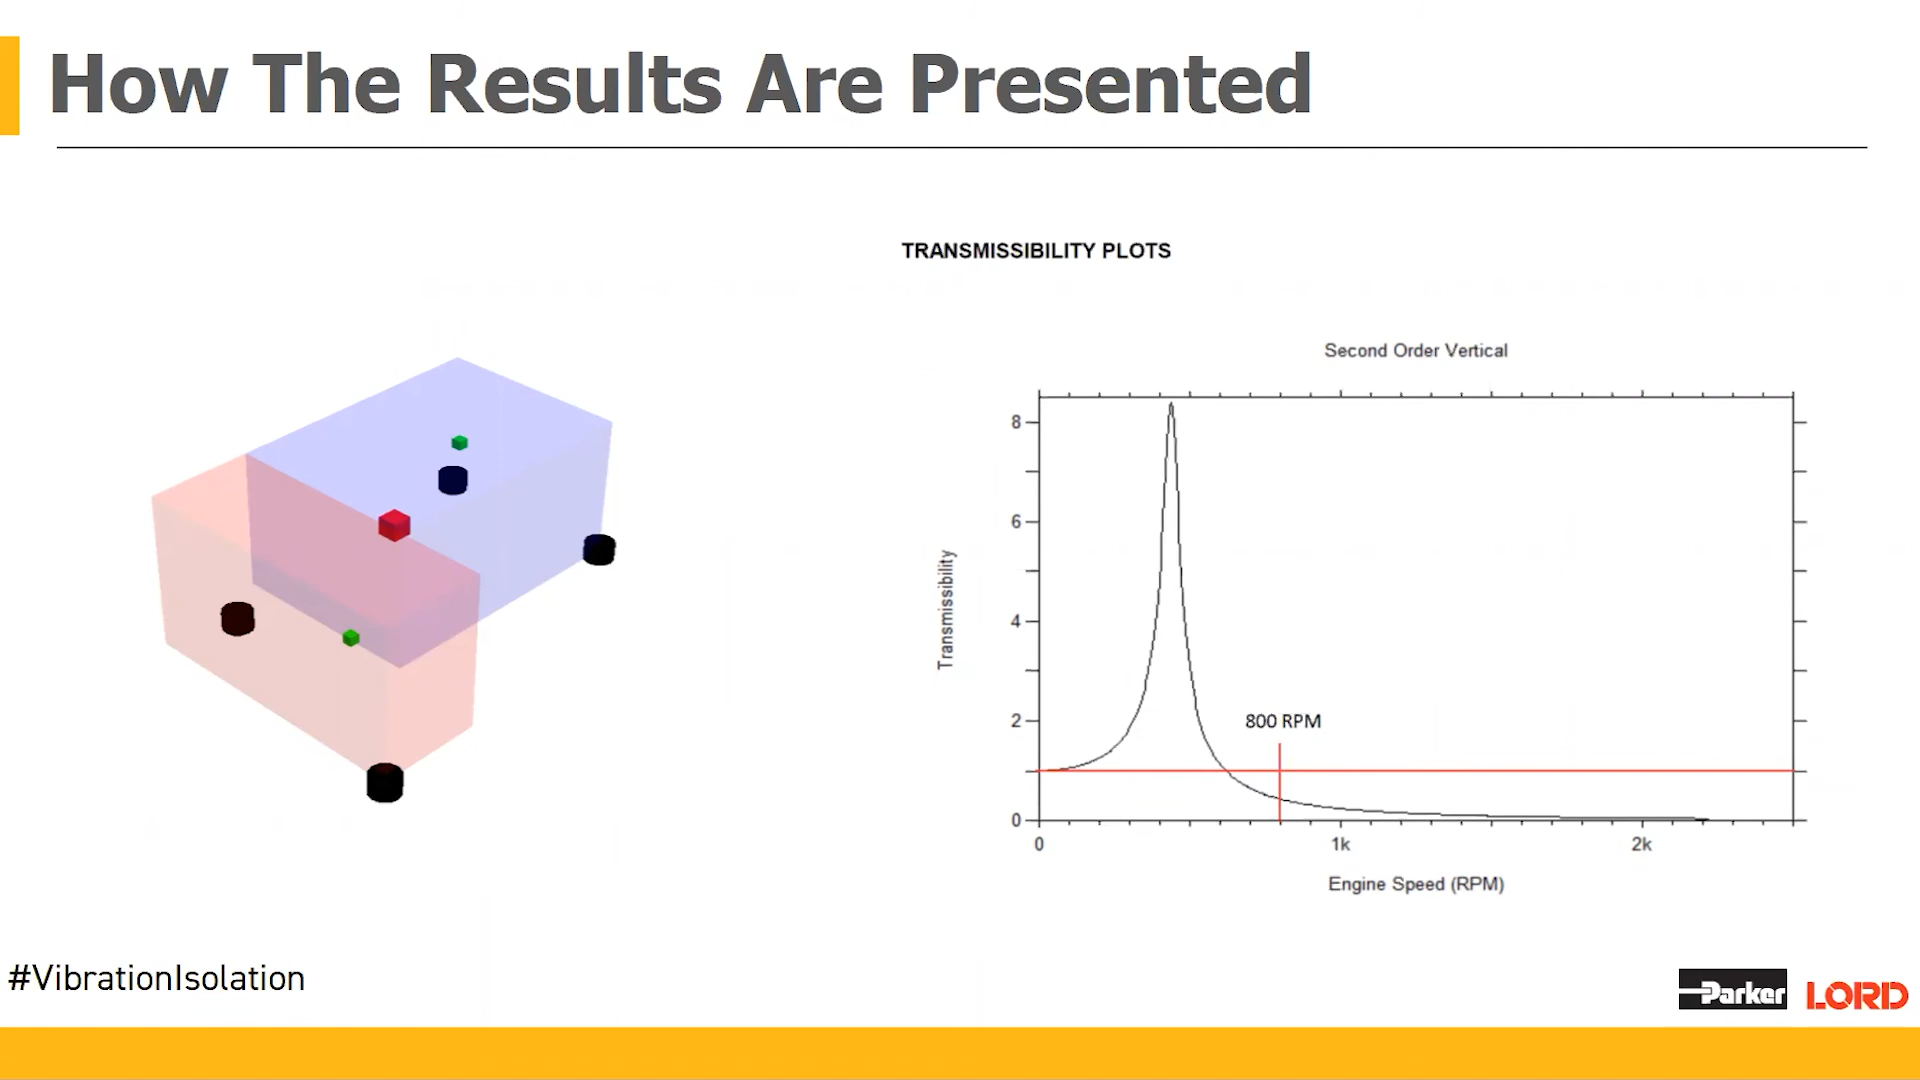 How The Results Are Presented
TRANSMISSIBILITY PLOTS
Second Order Vertical
8
6
4
2
0
Transmissibility
800 RPM
0 1k 2k
Engine Speed (RPM)
#VibrationIsolation
Parker LORD